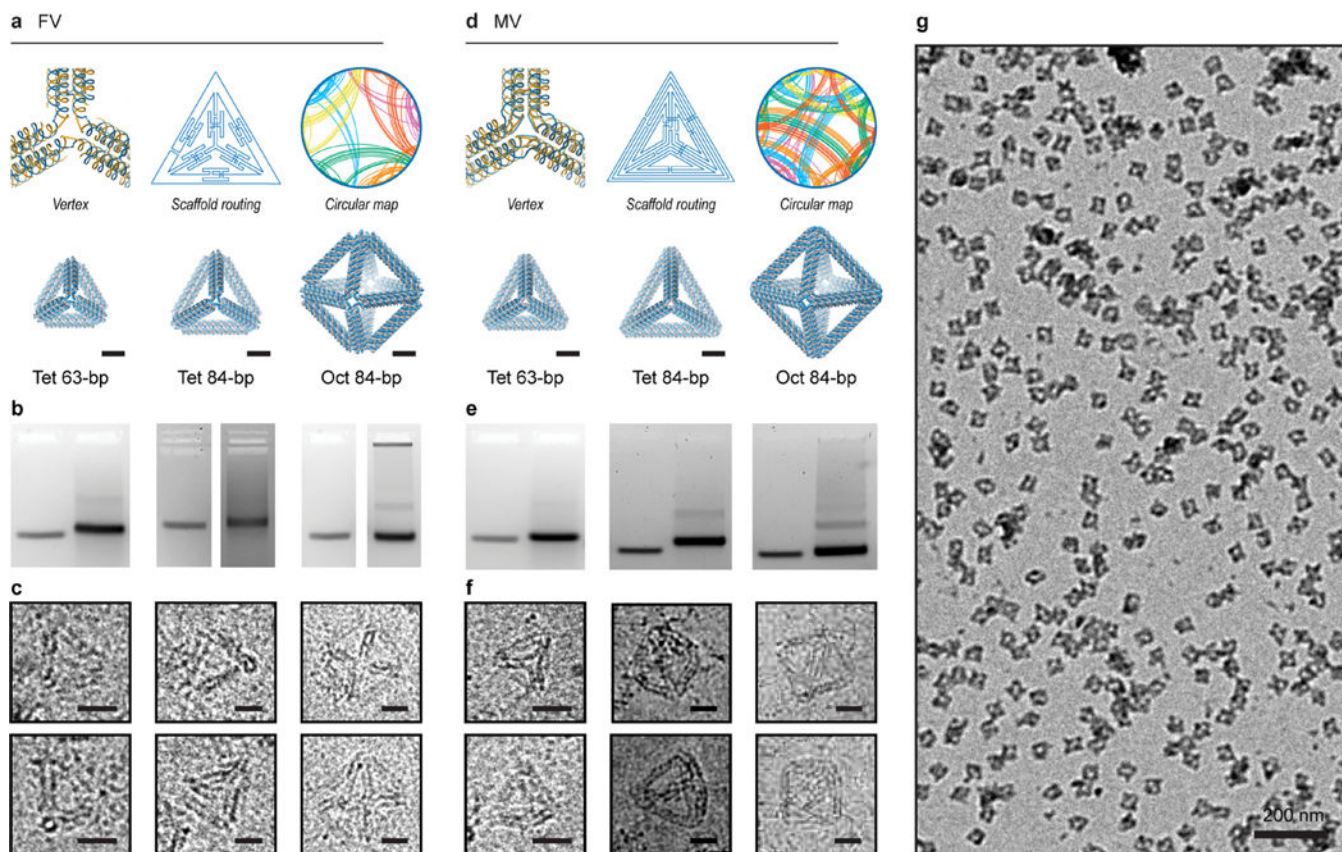 a FV
Vertex
Scaffold routing
Circular map
Tet 63-bp
Tet 84-bp
Oct 84-bp
b
c
d MV
Vertex
Scaffold routing
Circular map
Tet 63-bp
Tet 84-bp
Oct 84-bp
e
f
g
200 nm